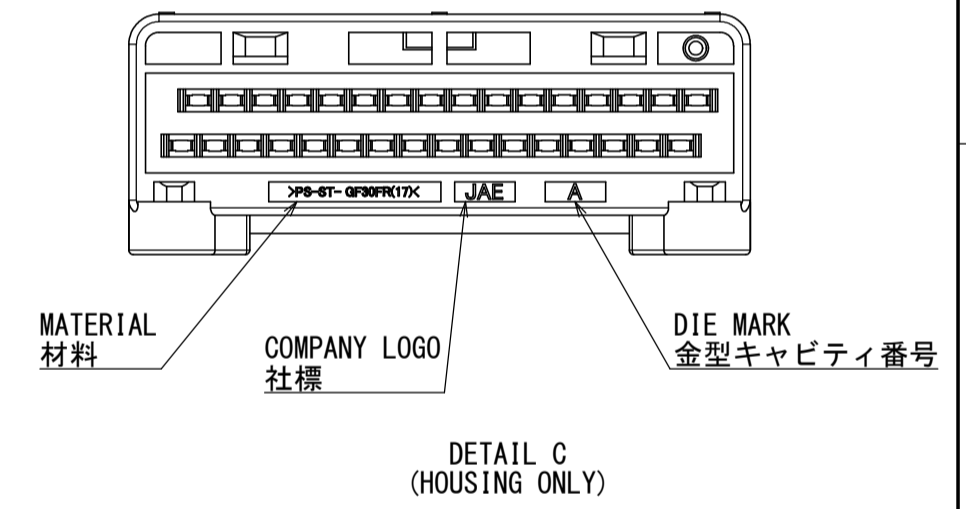 >PS-ST- GF30FR(17)<
JAE
A
MATERIAL
材料
COMPANY LOGO
社標
DIE MARK
金型キャビティ番号
DETAIL C
(HOUSING ONLY)